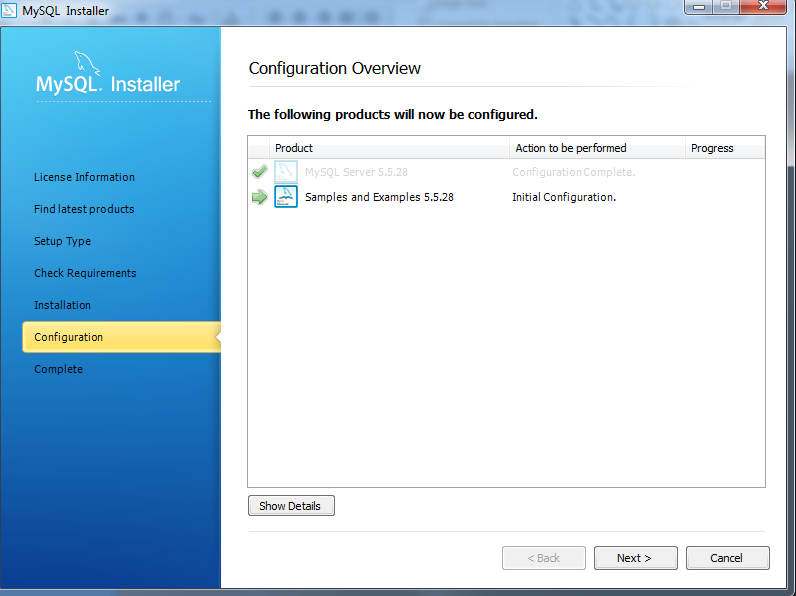 MySQL Installer
MySQL. Installer
License Information
Find latest products
Setup Type
Check Requirements
Installation
Configuration
Complete
Configuration Overview
The following products will now be configured.
Product Action to be performed Progress
MySQL Server 5.5.28 Configuration Complete.
Samples and Examples 5.5.28 Initial Configuration.
Show Details
< Back Next > Cancel